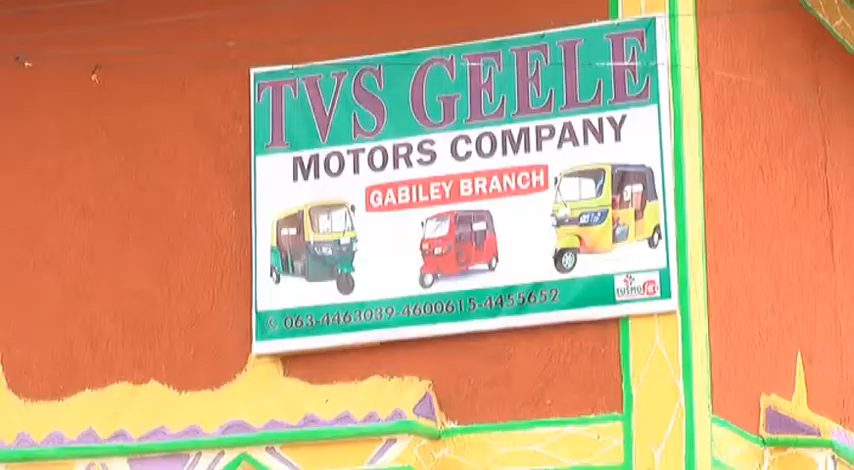 TVS GEELE
MOTORS COMPANY
GABILEY BRANCH
063-4463039-4600615-4455652